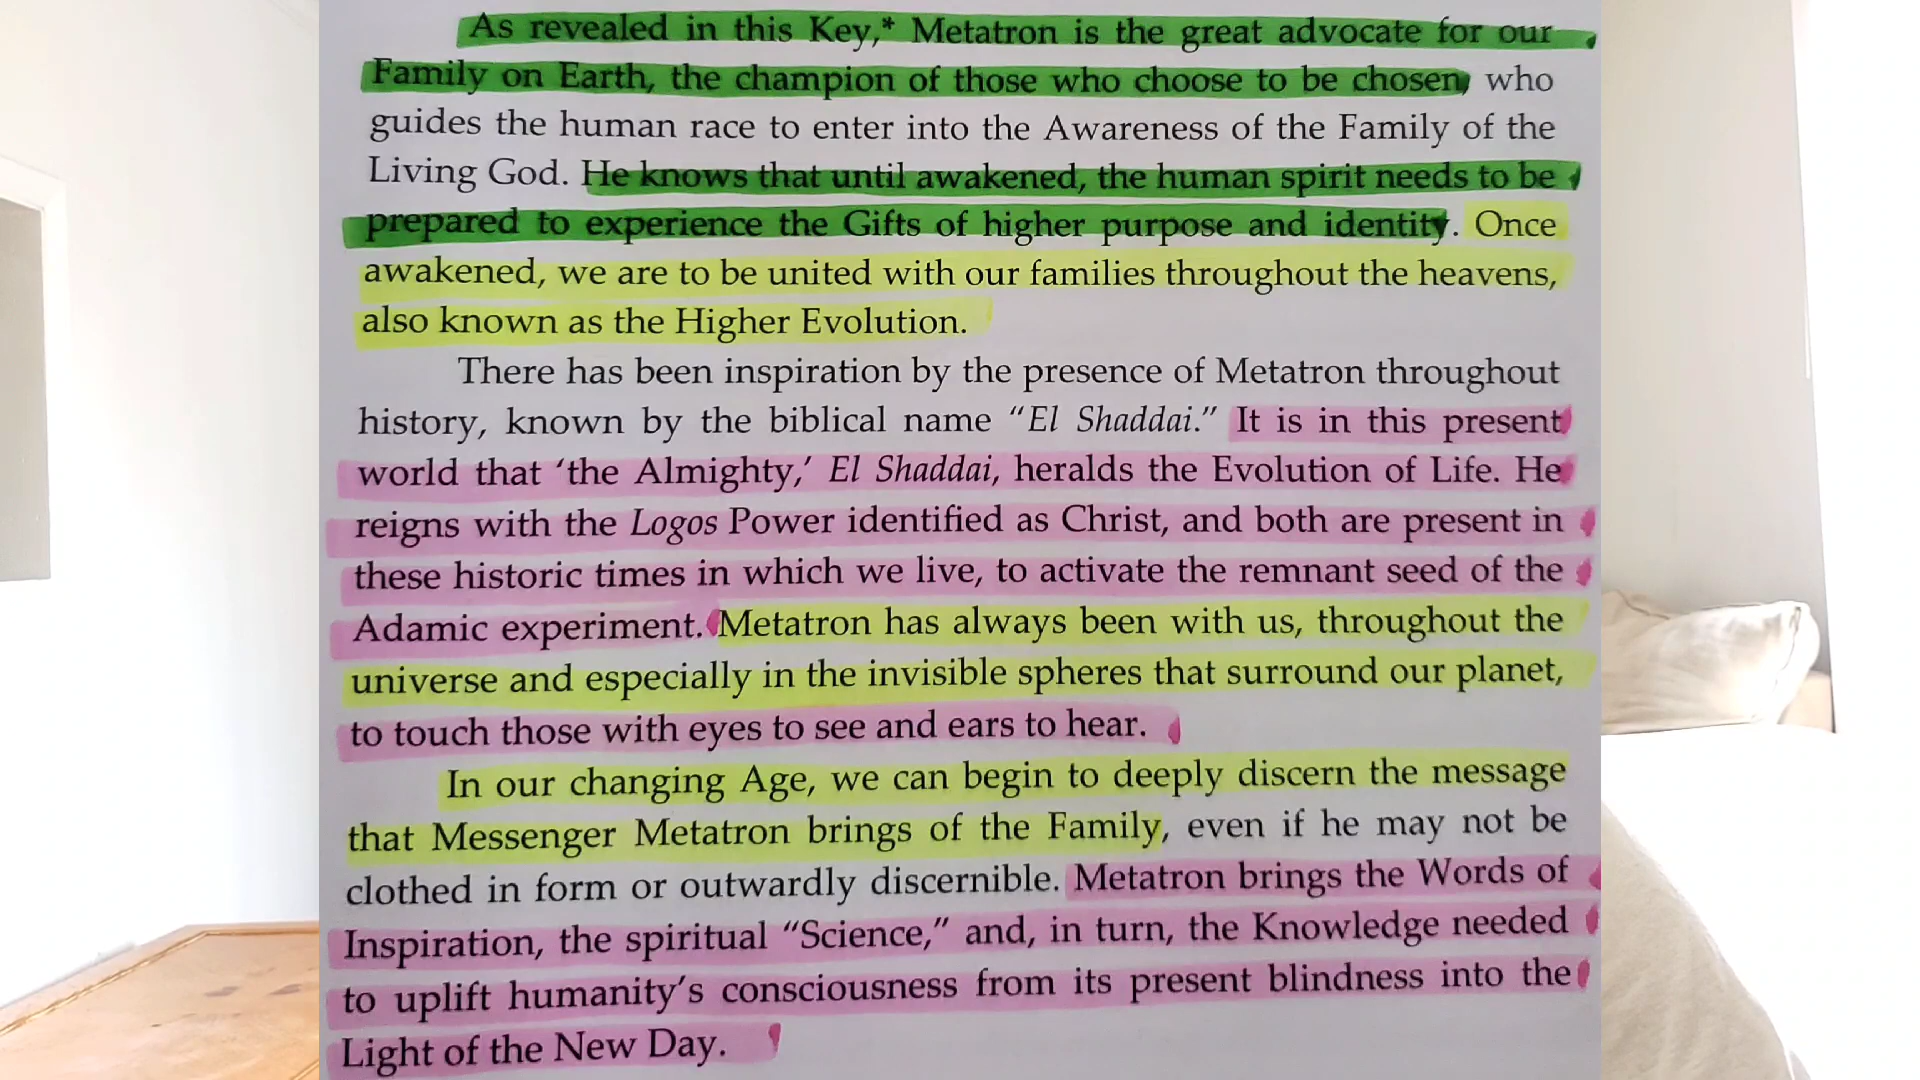 As revealed in this Key,* Metatron is the great advocate for our
Family on Earth, the champion of those who choose to be chosen, who
guides the human race to enter into the Awareness of the Family of the
Living God. He knows that until awakened, the human spirit needs to be
prepared to experience the Gifts of higher purpose and identity. Once
awakened, we are to be united with our families throughout the heavens,
also known as the Higher Evolution.
There has been inspiration by the presence of Metatron throughout
history, known by the biblical name “El Shaddai.” It is in this present
world that ‘the Almighty,’ El Shaddai, heralds the Evolution of Life. He
reigns with the Logos Power identified as Christ, and both are present in
these historic times in which we live, to activate the remnant seed of the
Adamic experiment. Metatron has always been with us, throughout the
universe and especially in the invisible spheres that surround our planet,
to touch those with eyes to see and ears to hear.
In our changing Age, we can begin to deeply discern the message
that Messenger Metatron brings of the Family, even if he may not be
clothed in form or outwardly discernible. Metatron brings the Words of
Inspiration, the spiritual “Science,” and, in turn, the Knowledge needed
to uplift humanity’s consciousness from its present blindness into the
Light of the New Day.